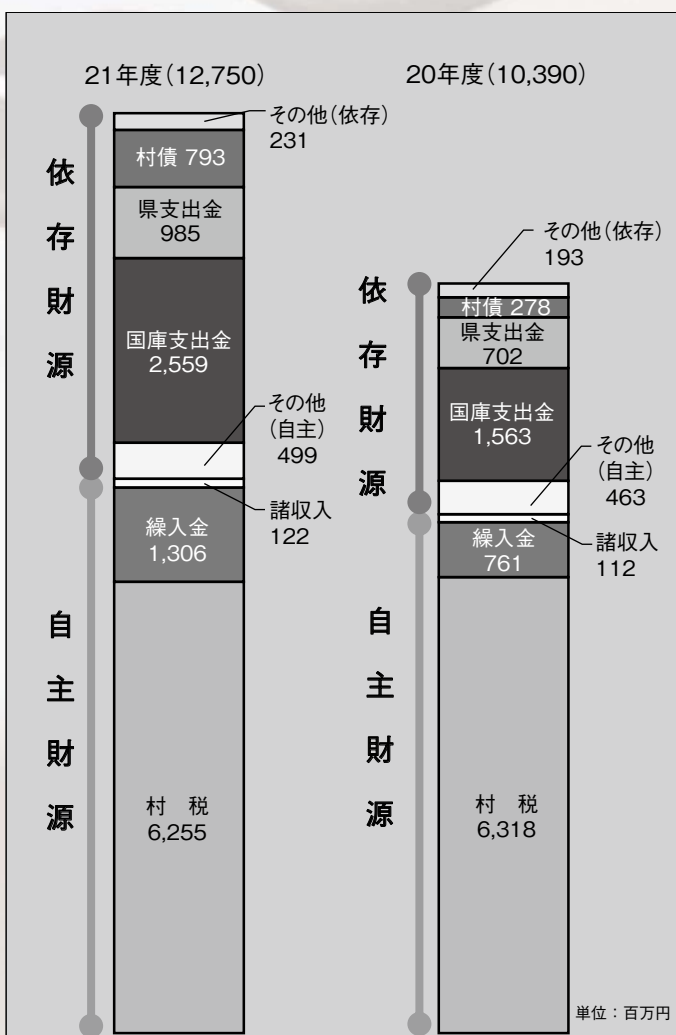 21年度(12,750)
その他(依存)
231
村債 793
県支出金
985
国庫支出金
2,559
その他
(自主)
499
諸収入
122
繰入金
1,306
村 税
6,255
依存財源
自主財源
20年度(10,390)
その他(依存)
193
村債 278
県支出金
702
国庫支出金
1,563
その他
(自主)
463
諸収入
112
繰入金
761
村 税
6,318
依存財源
自主財源
単位：百万円